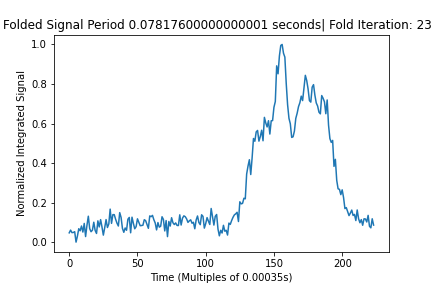 Folded Signal Period 0.07817600000000001 seconds| Fold Iteration: 23
1.0
0.8
0.6
0.4
0.2
0.0
Normalized Integrated Signal
0 50 100 150 200
Time (Multiples of 0.00035s)